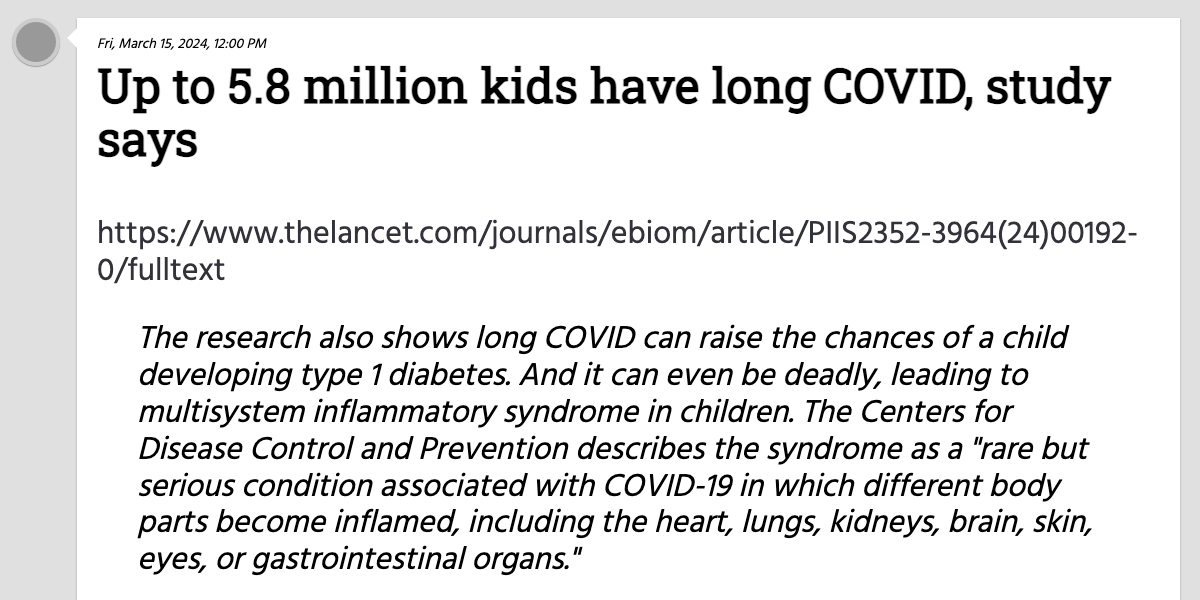 Fri, March 15, 2024, 12:00 PM
Up to 5.8 million kids have long COVID, study
says
https://www.thelancet.com/journals/ebiom/article/PIIS2352-3964(24)00192-
0/fulltext
The research also shows long COVID can raise the chances of a child
developing type 1 diabetes. And it can even be deadly, leading to
multisystem inflammatory syndrome in children. The Centers for
Disease Control and Prevention describes the syndrome as a "rare but
serious condition associated with COVID-19 in which different body
parts become inflamed, including the heart, lungs, kidneys, brain, skin,
eyes, or gastrointestinal organs."